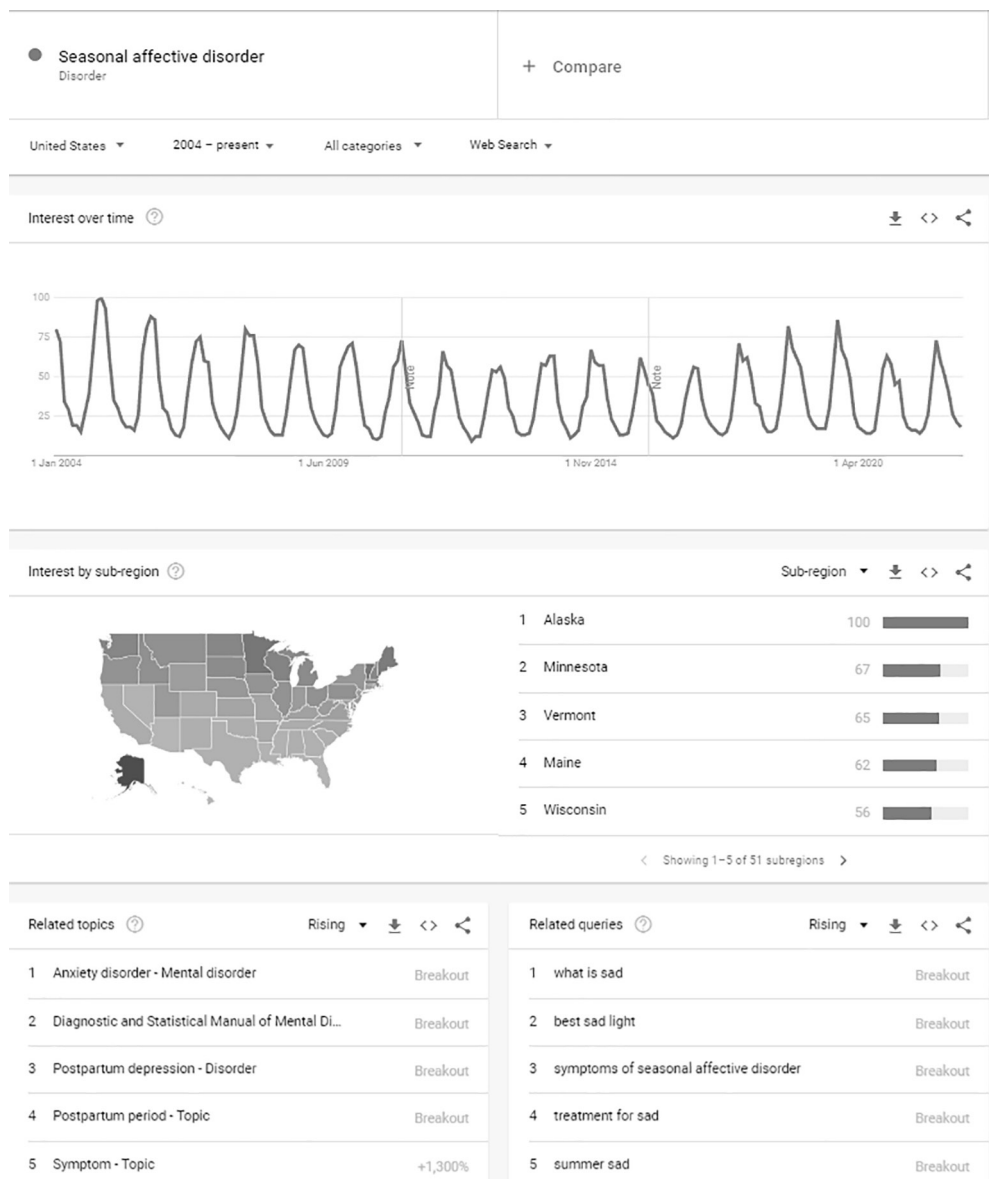 Seasonal affective disorder
Disorder
+ Compare
United States
2004 – present
All categories
Web Search
Interest over time
100
75
50
25
Note
Note
1 Jan 2004
1 Jun 2009
1 Nov 2014
1 Apr 2020
Interest by sub-region
Sub-region
1 Alaska 100
2 Minnesota 67
3 Vermont 65
4 Maine 62
5 Wisconsin 56
Showing 1–5 of 51 subregions
Related topics
Rising
1 Anxiety disorder - Mental disorder Breakout
2 Diagnostic and Statistical Manual of Mental Di... Breakout
3 Postpartum depression - Disorder Breakout
4 Postpartum period - Topic Breakout
5 Symptom - Topic +1,300%
Related queries
Rising
1 what is sad Breakout
2 best sad light Breakout
3 symptoms of seasonal affective disorder Breakout
4 treatment for sad Breakout
5 summer sad Breakout